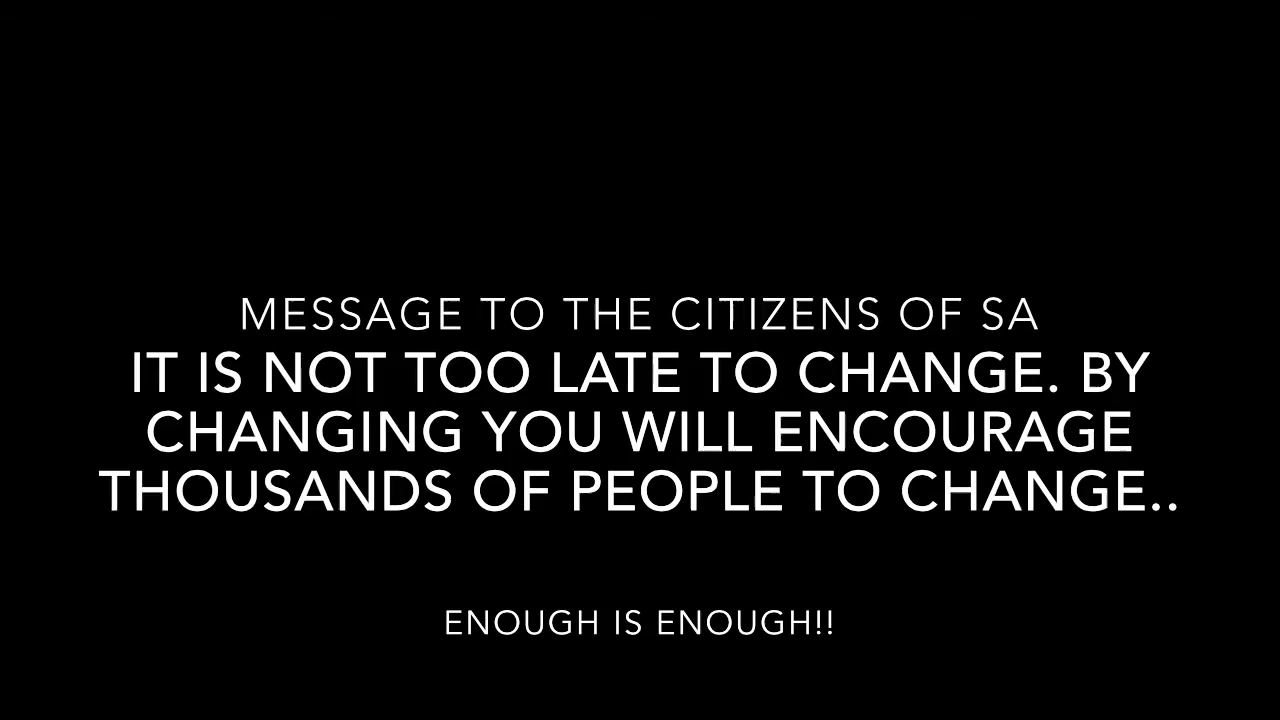 MESSAGE TO THE CITIZENS OF SA
IT IS NOT TOO LATE TO CHANGE. BY
CHANGING YOU WILL ENCOURAGE
THOUSANDS OF PEOPLE TO CHANGE..
ENOUGH IS ENOUGH!!